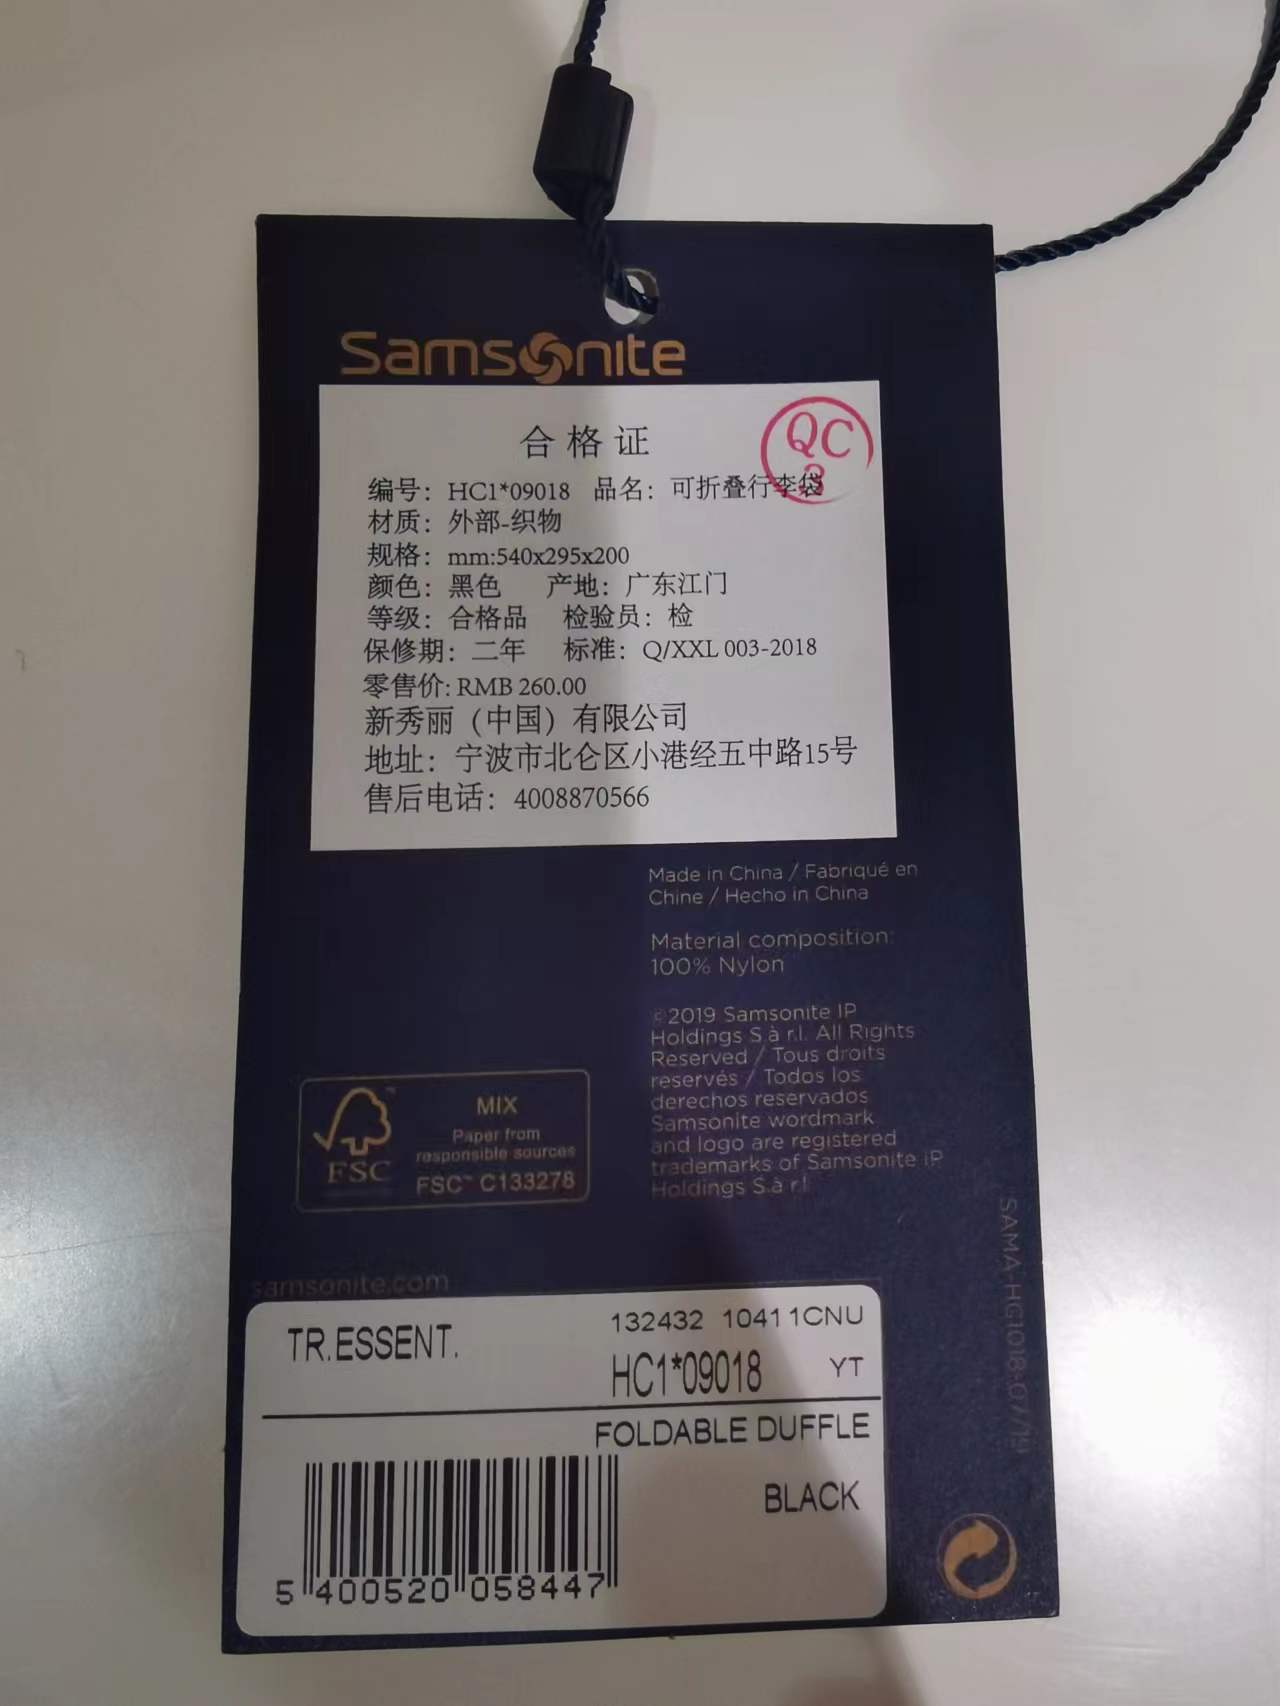 Samsonite
合格证
QC
3
编号：HC1*09018 品名：可折叠行李袋
材质：外部-织物
规格：mm:540x295x200
颜色：黑色 产地：广东江门
等级：合格品 检验员：检
保修期：二年 标准：Q/XXL 003-2018
零售价: RMB 260.00
新秀丽（中国）有限公司
地址：宁波市北仑区小港经五中路15号
售后电话：4008870566
Made in China / Fabriqué en
Chine / Hecho in China
Material composition:
100% Nylon
©2019 Samsonite IP
Holdings S.à r.l. All Rights
Reserved / Tous droits
reservés / Todos los
derechos reservados
Samsonite wordmark
and logo are registered
trademarks of Samsonite IP
Holdings S.à r.l
FSC
MIX
Paper from
responsible sources
FSC™ C133278
SAMA-HG1018-07/19
samsonite.com
TR.ESSENT.
132432 10411CNU
HC1*09018 YT
FOLDABLE DUFFLE
BLACK
5 400520 058447